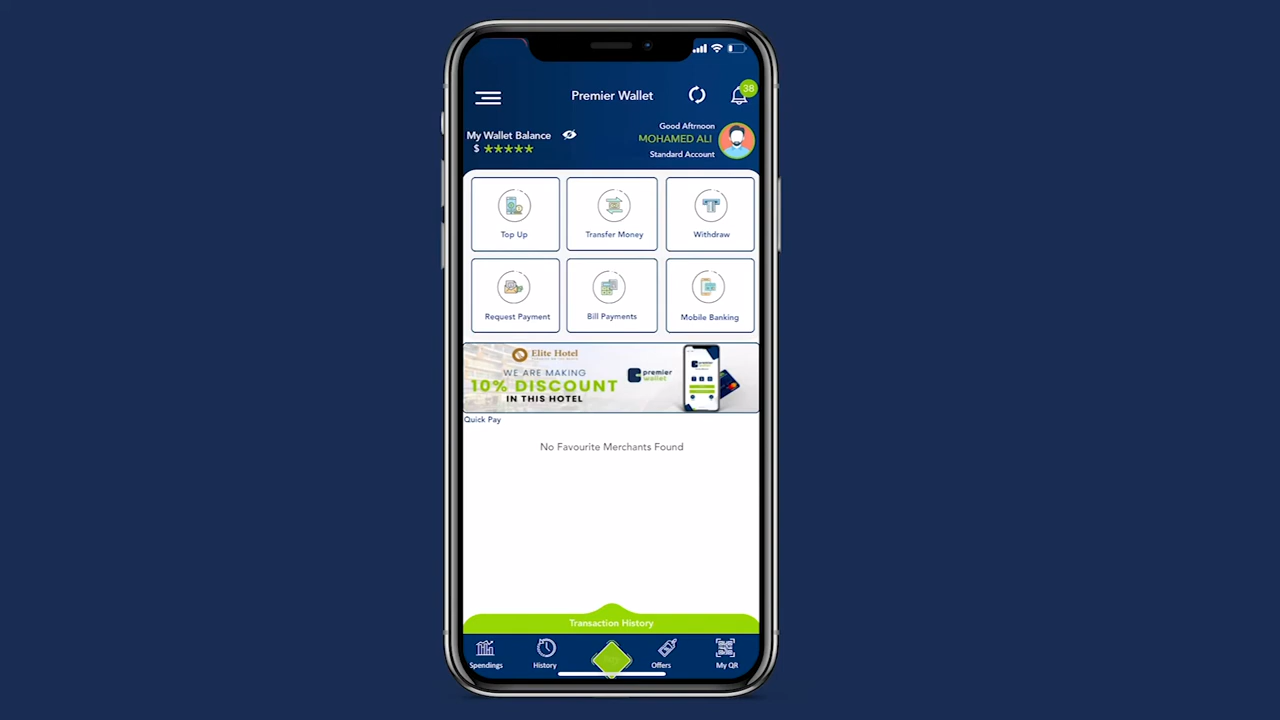 Premier Wallet
38
My Wallet Balance
$ *****
Good Aftrnoon
MOHAMED ALI
Standard Account
Top Up
Transfer Money
Withdraw
Request Payment
Bill Payments
Mobile Banking
Elite Hotel
WE ARE MAKING
10% DISCOUNT
IN THIS HOTEL
premier
wallet
Quick Pay
No Favourite Merchants Found
Transaction History
Spendings
History
Offers
My QR